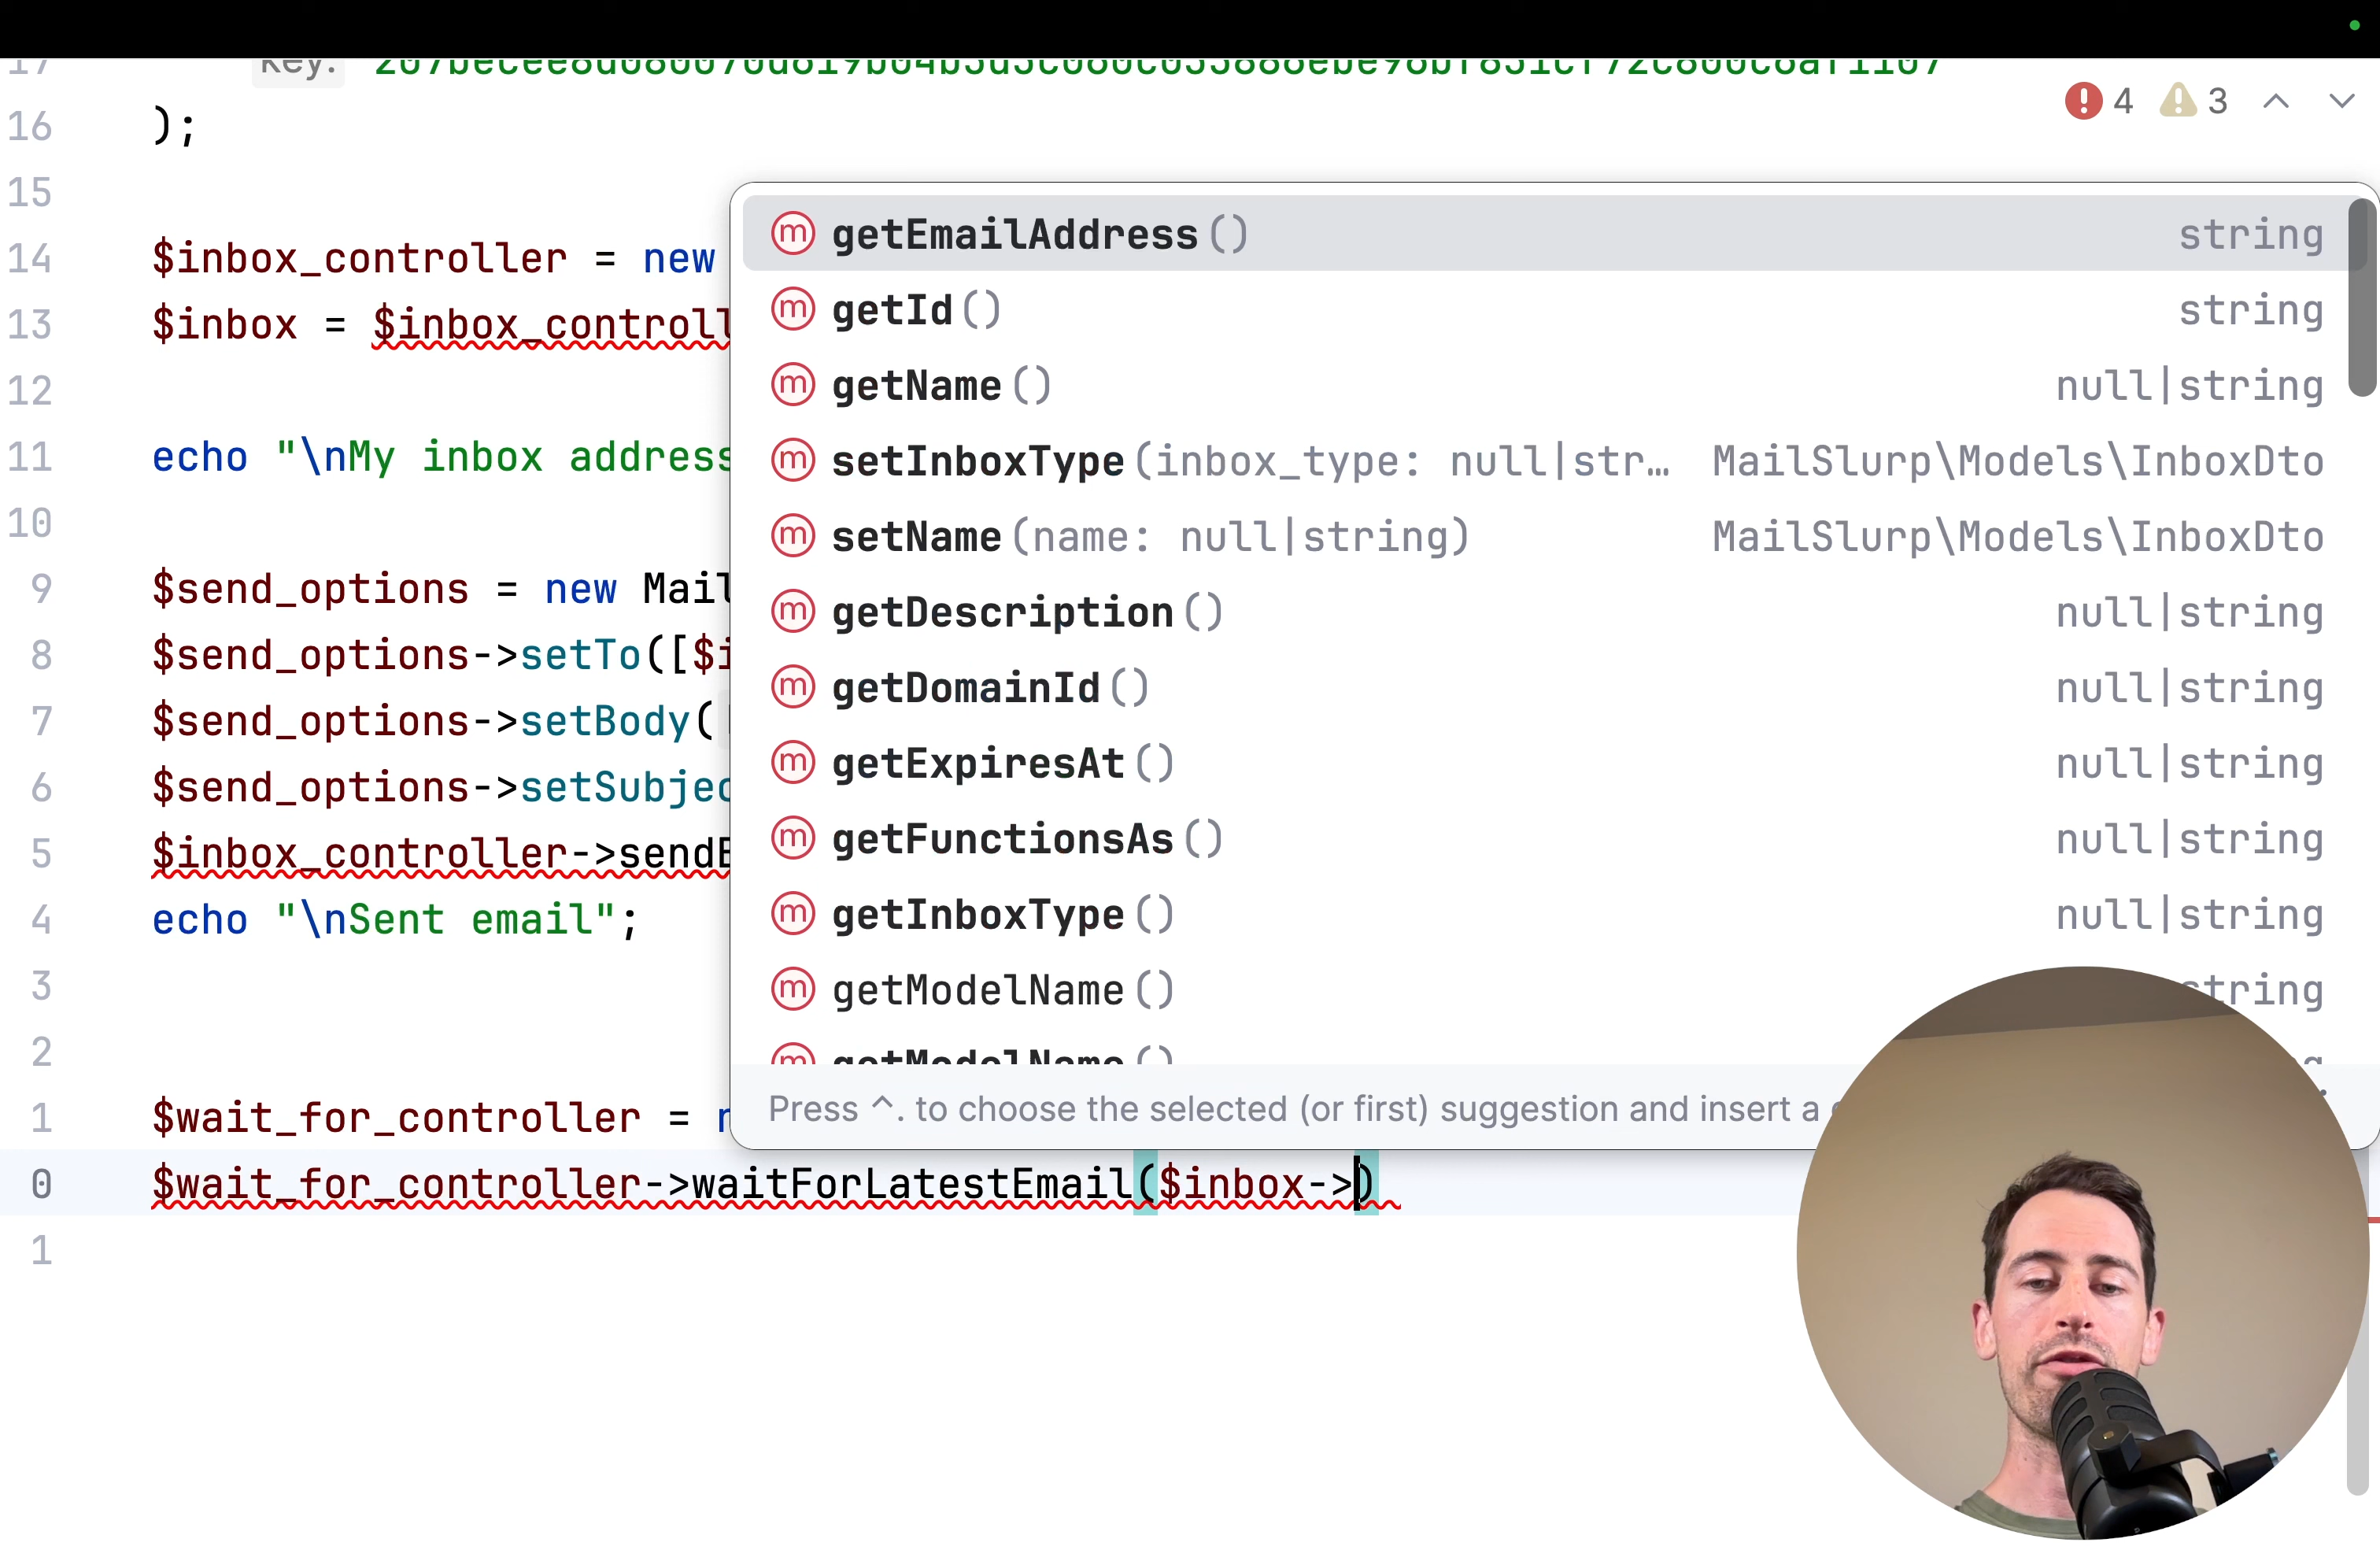 17 Key:
16 );
4 3
15
14 $inbox_controller = new
13 $inbox = $inbox_controll
12
11 echo "\nMy inbox address
10
9 $send_options = new Mail
8 $send_options->setTo([$i
7 $send_options->setBody(
6 $send_options->setSubjec
5 $inbox_controller->sendE
4 echo "\nSent email";
3
2
1 $wait_for_controller = n
0 $wait_for_controller->waitForLatestEmail($inbox->)
1
m getEmailAddress() string
m getId() string
m getName() null|string
m setInboxType(inbox_type: null|str… MailSlurp\Models\InboxDto
m setName(name: null|string) MailSlurp\Models\InboxDto
m getDescription() null|string
m getDomainId() null|string
m getExpiresAt() null|string
m getFunctionsAs() null|string
m getInboxType() null|string
m getModelName() string
m getModelName()
Press ^. to choose the selected (or first) suggestion and insert a